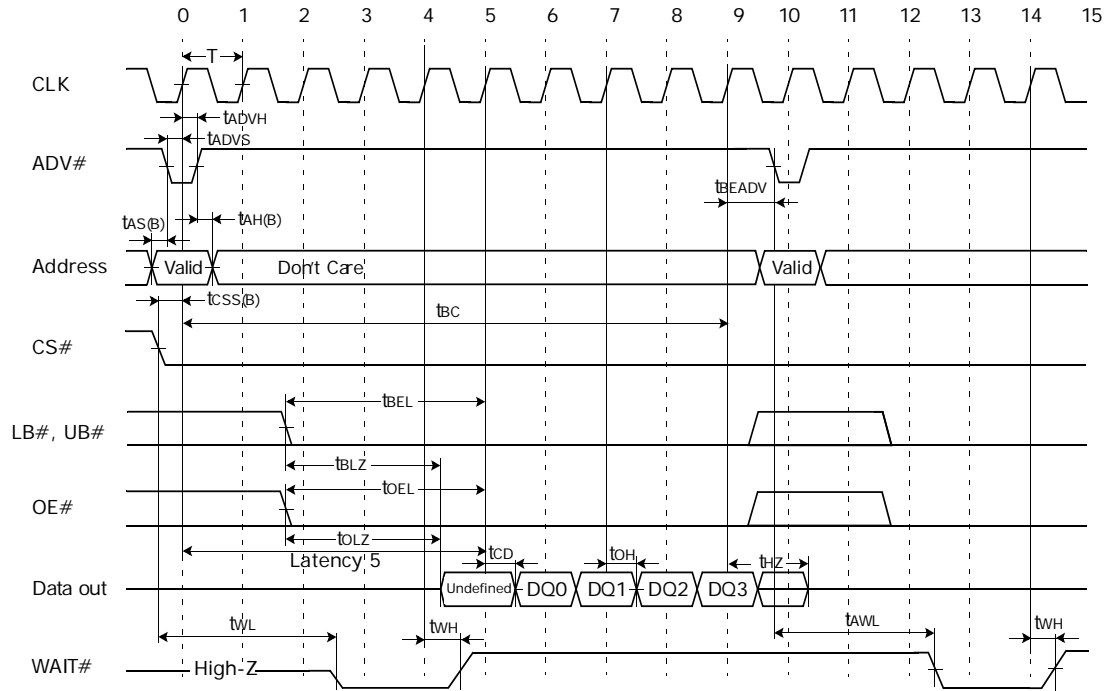 0 1 2 3 4 5 6 7 8 9 10 11 12 13 14 15
T
CLK
tADVH
tADVS
ADV#
tBEADV
tAS(B) tAH(B)
Address Valid Don't Care Valid
tCSS(B)
tBC
CS#
tBEL
LB#, UB#
tBLZ
tOEL
OE#
tOLZ
Latency 5 tCD tOH tHZ
Data out Undefined DQ0 DQ1 DQ2 DQ3
tWL tWH tAWL tWH
WAIT# High-Z